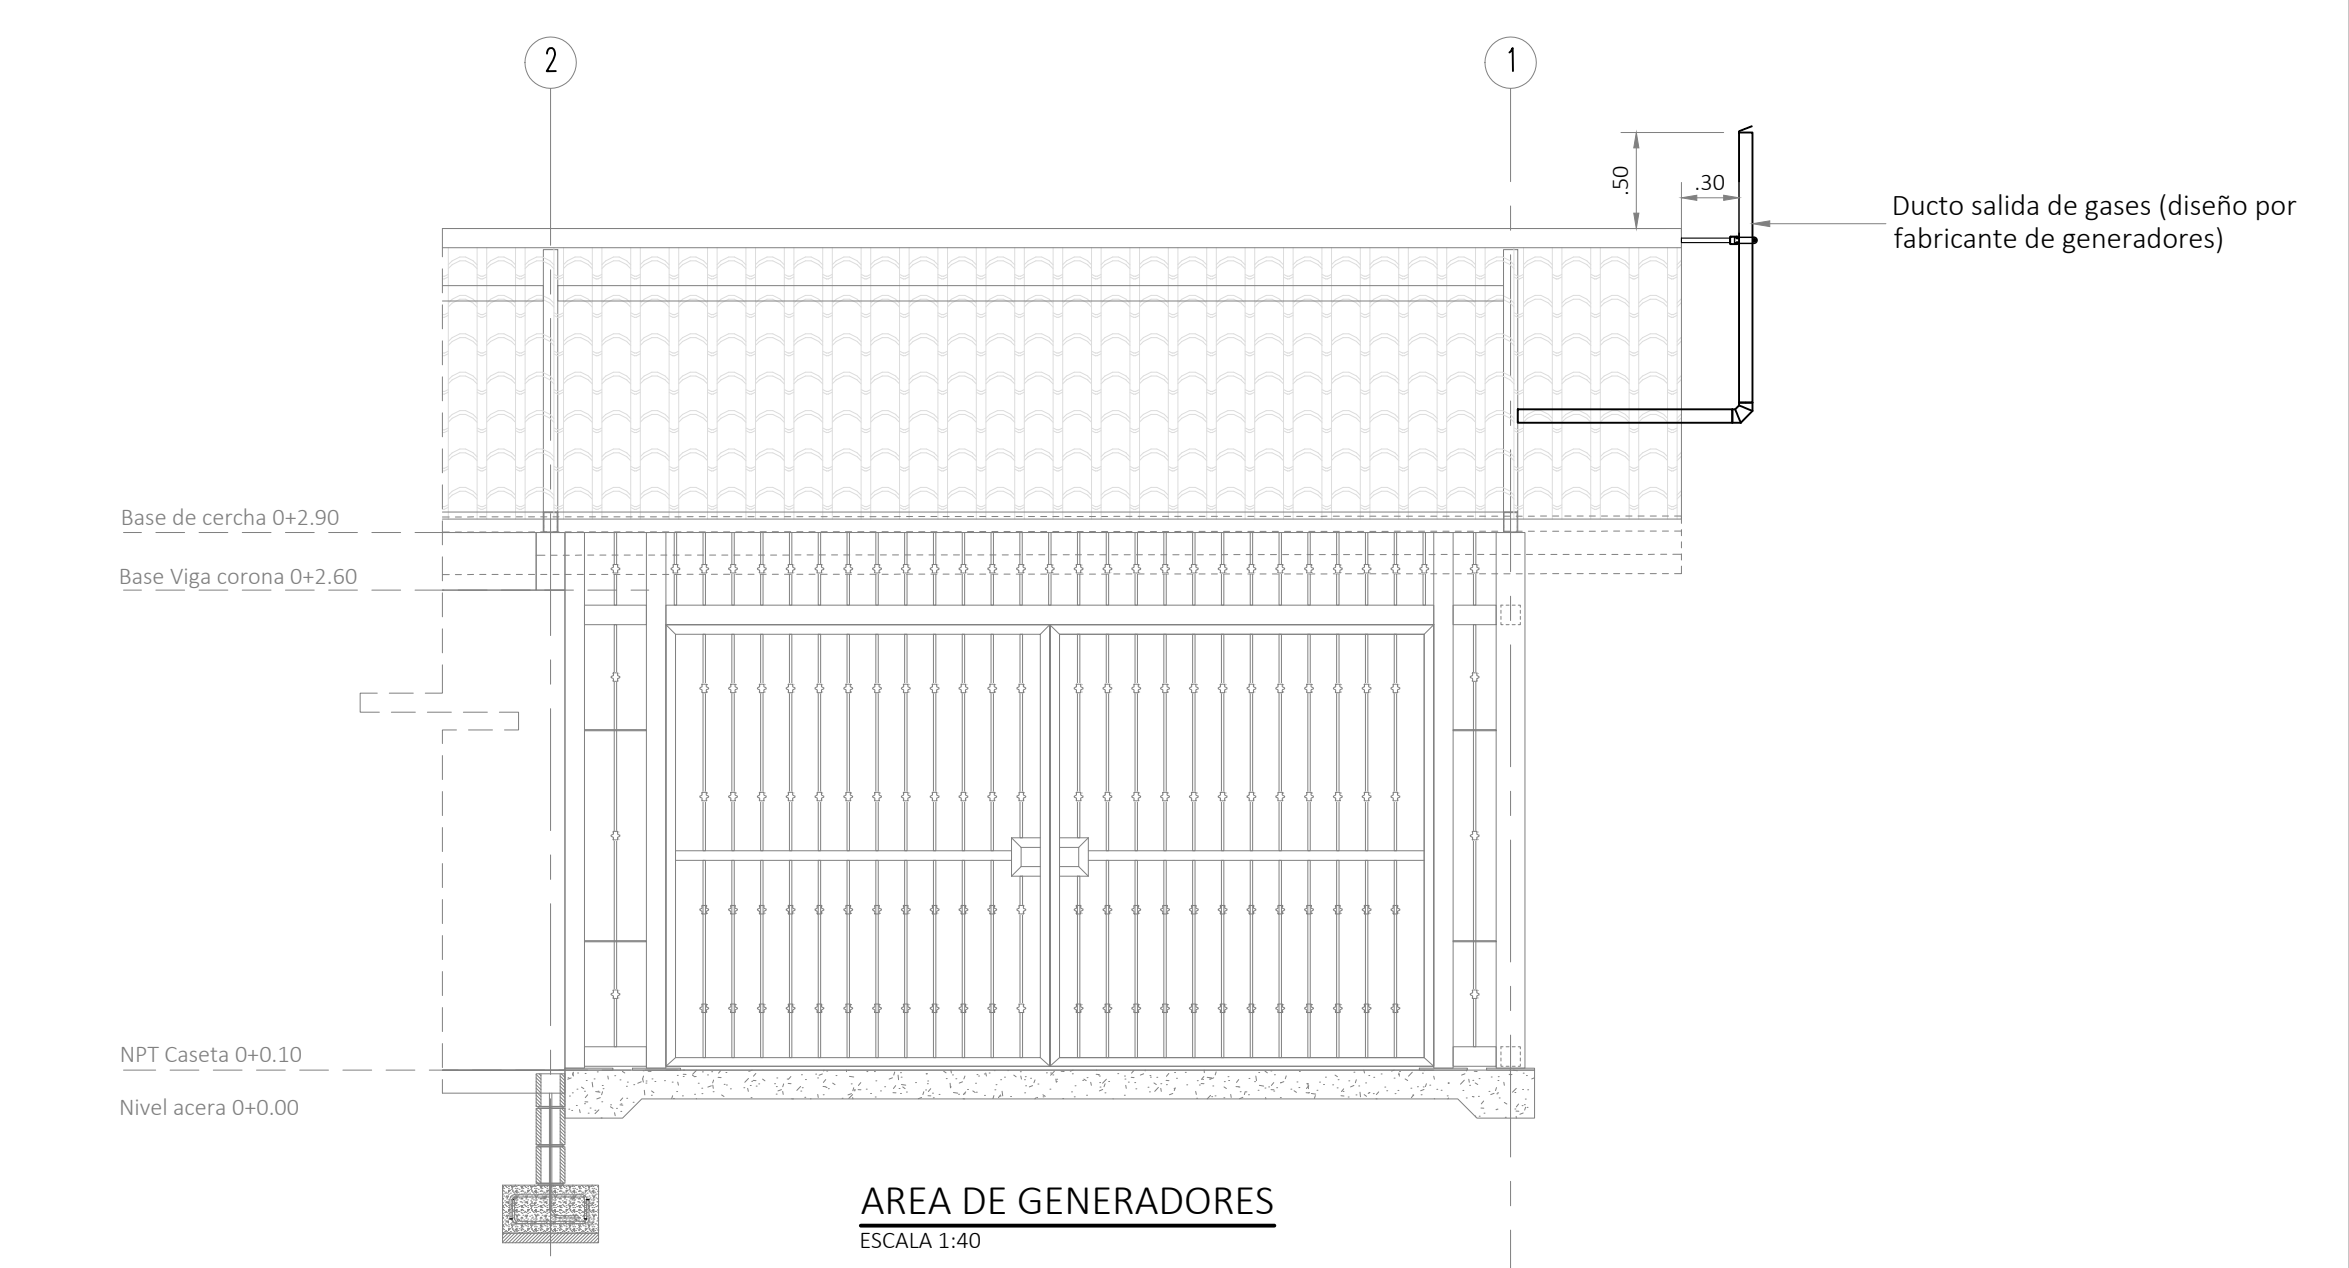 2
1
.50
.30
Ducto salida de gases (diseño por
fabricante de generadores)
Base de cercha 0+2.90
Base Viga corona 0+2.60
NPT Caseta 0+0.10
Nivel acera 0+0.00
AREA DE GENERADORES
ESCALA 1:40